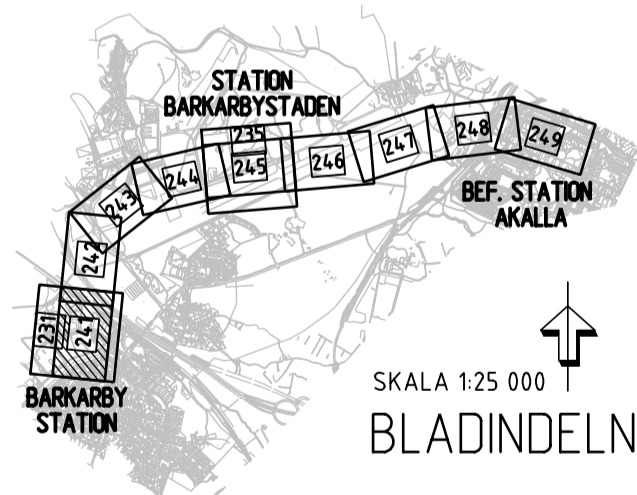 STATION
BARKARBYSTADEN
235
249
248
247
246
245
244
243
242
241
231
BEF. STATION
AKALLA
BARKARBY
STATION
SKALA 1:25 000
BLADINDELN